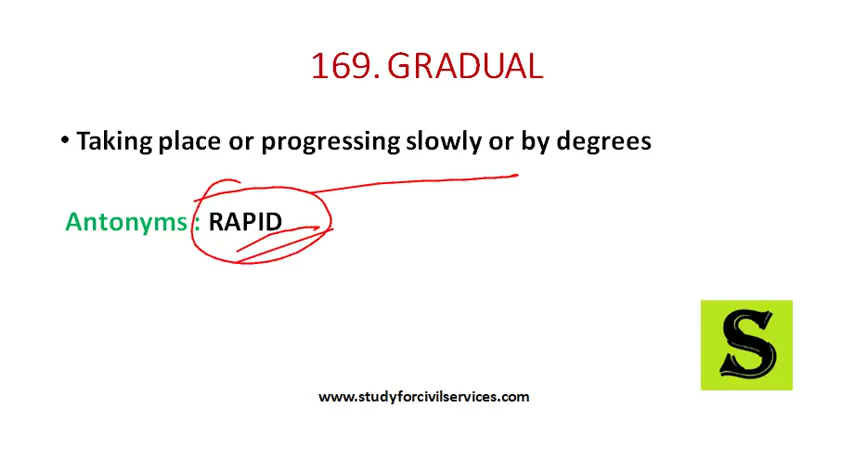 169. GRADUAL
• Taking place or progressing slowly or by degrees
Antonyms : RAPID
S
www.studyforcivilservices.com